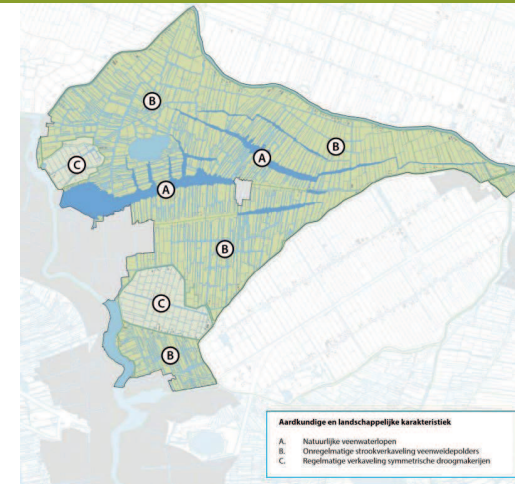 B
B
A
C
A
B
C
B
Aardkundige en landschappelijke karakteristiek
A. Natuurlijke veenwaterlopen
B. Onregelmatige strookverkaveling veenweidepolders
C. Regelmatige verkaveling symmetrische droogmakerijen